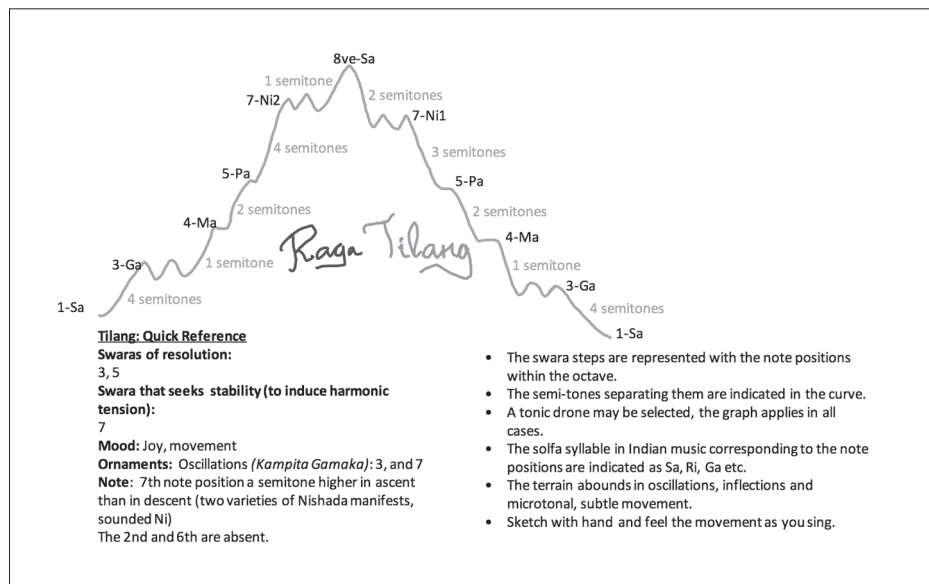 8ve-Sa
1 semitone
7-Ni2
2 semitones
7-Ni1
4 semitones
3 semitones
5-Pa
5-Pa
2 semitones
2 semitones
4-Ma
4-Ma
Raga Tilang
3-Ga
1 semitone
1 semitone
4 semitones
3-Ga
1-Sa
4 semitones
1-Sa
Tilang: Quick Reference
Swaras of resolution:
3, 5
Swara that seeks stability (to induce harmonic
tension):
7
Mood: Joy, movement
Ornaments: Oscillations (Kampita Gamaka): 3, and 7
Note: 7th note position a semitone higher in ascent
than in descent (two varieties of Nishada manifests,
sounded Ni)
The 2nd and 6th are absent.
• The swara steps are represented with the note positions
within the octave.
• The semi-tones separating them are indicated in the curve.
• A tonic drone may be selected, the graph applies in all
cases.
• The solfa syllable in Indian music corresponding to the note
positions are indicated as Sa, Ri, Ga etc.
• The terrain abounds in oscillations, inflections and
microtonal, subtle movement.
• Sketch with hand and feel the movement as you sing.